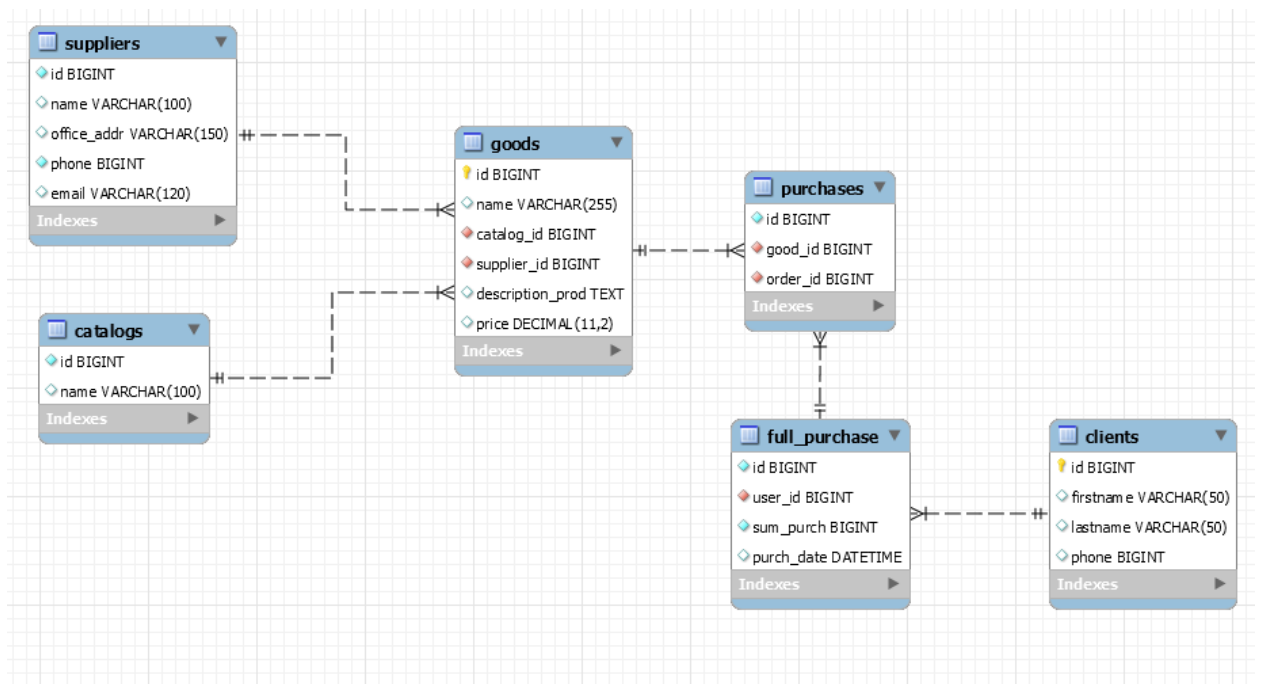 suppliers
id BIGINT
name VARCHAR(100)
office_addr VARCHAR(150)
phone BIGINT
email VARCHAR(120)
Indexes
catalogs
id BIGINT
name VARCHAR(100)
Indexes
goods
id BIGINT
name VARCHAR(255)
catalog_id BIGINT
supplier_id BIGINT
description_prod TEXT
price DECIMAL(11,2)
Indexes
purchases
id BIGINT
good_id BIGINT
order_id BIGINT
Indexes
full_purchase
id BIGINT
user_id BIGINT
sum_purch BIGINT
purch_date DATETIME
Indexes
clients
id BIGINT
firstname VARCHAR(50)
lastname VARCHAR(50)
phone BIGINT
Indexes